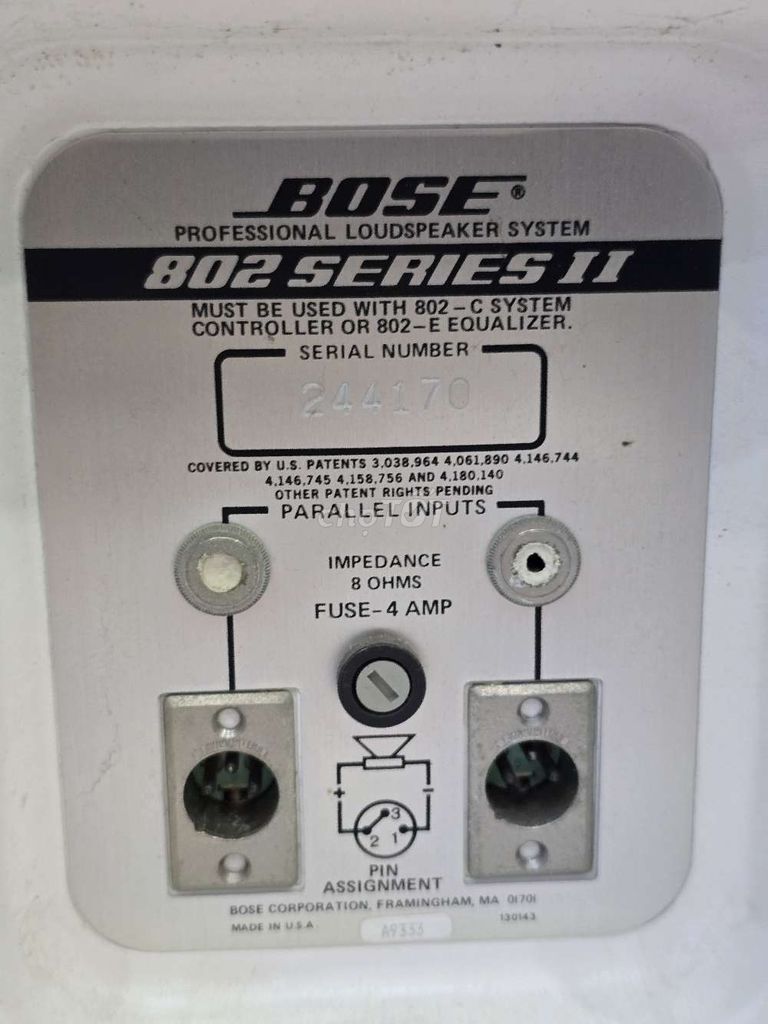 BOSE®
PROFESSIONAL LOUDSPEAKER SYSTEM
802 SERIES II
MUST BE USED WITH 802-C SYSTEM
CONTROLLER OR 802-E EQUALIZER.
SERIAL NUMBER
244170
COVERED BY U.S. PATENTS 3,038,964 4,061,890 4,146,744
4,146,745 4,158,756 AND 4,180,140
OTHER PATENT RIGHTS PENDING
PARALLEL INPUTS
chợTỐT
IMPEDANCE
8 OHMS
FUSE-4 AMP
+ -
3
2 1
PIN
ASSIGNMENT
BOSE CORPORATION, FRAMINGHAM, MA 01701
MADE IN U.S.A. 130143
A9333